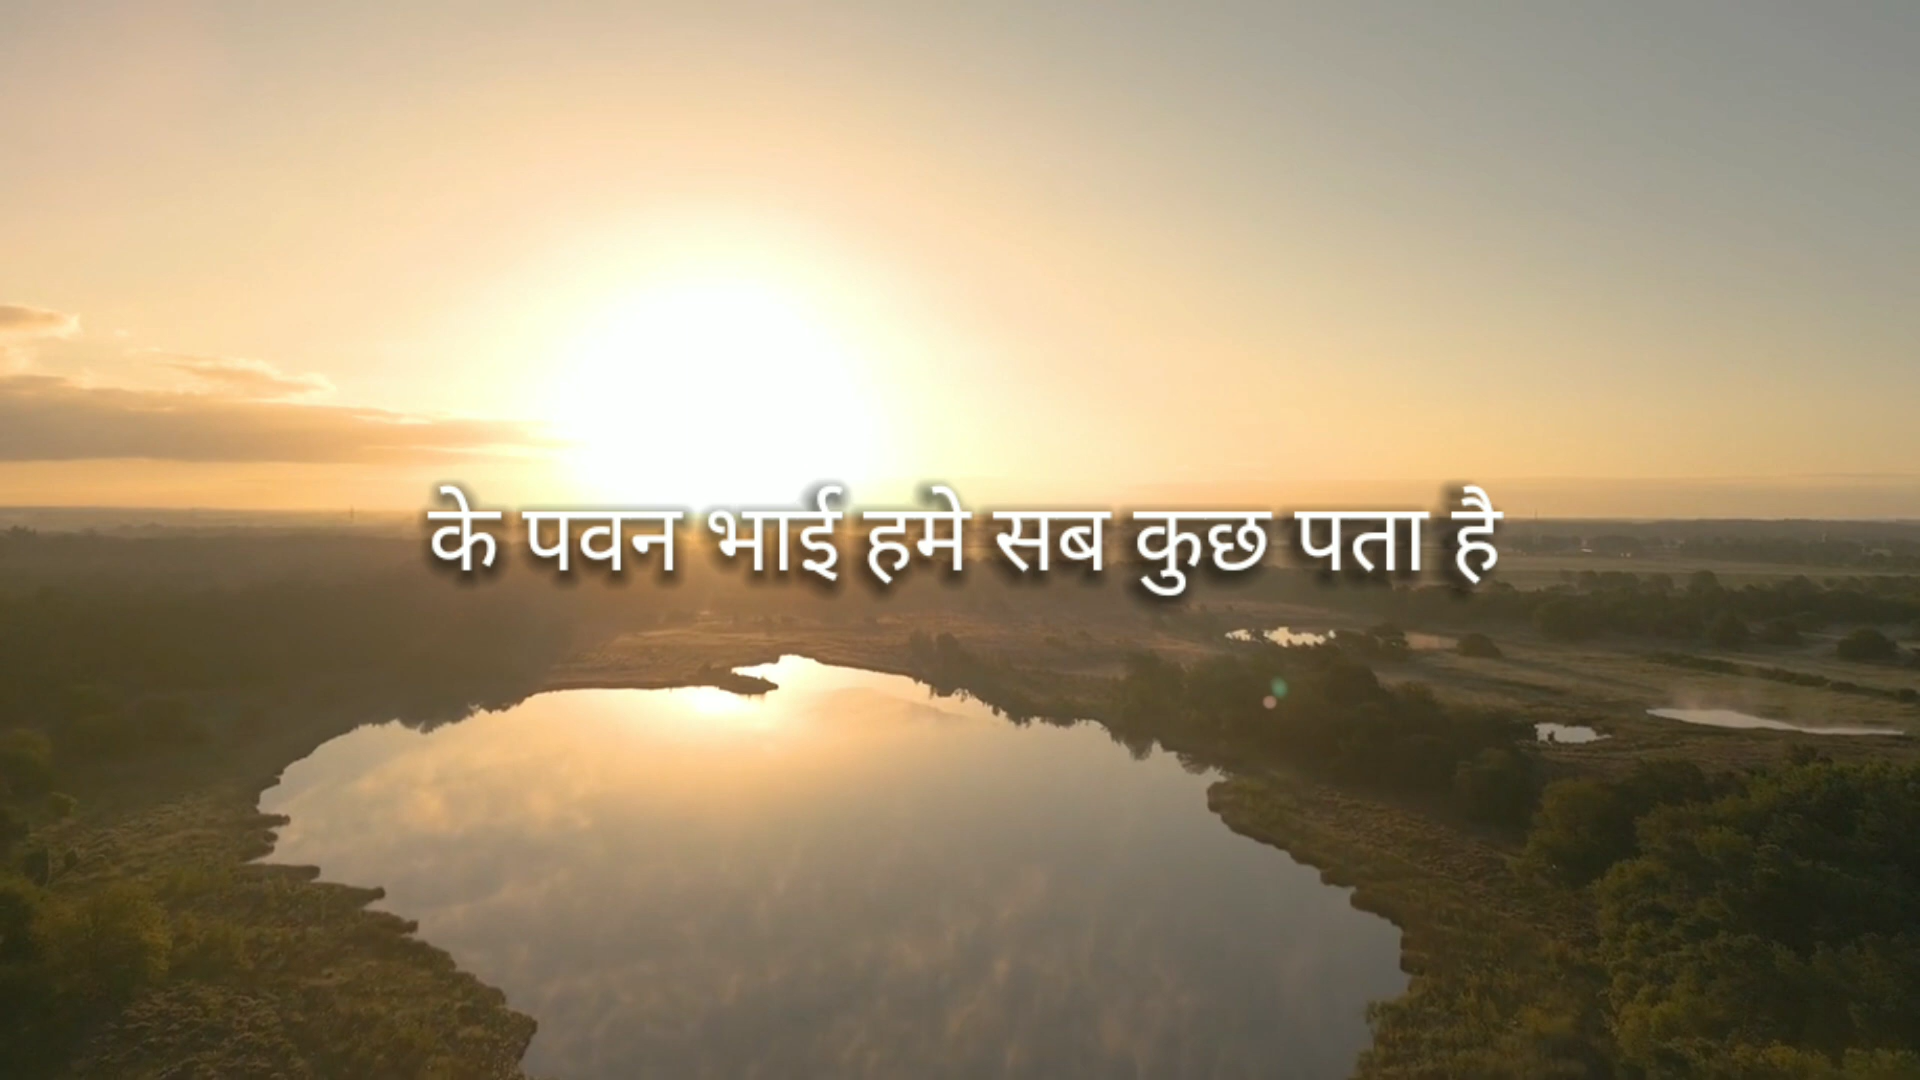 के पवन भाई हमे सब कुछ पता है